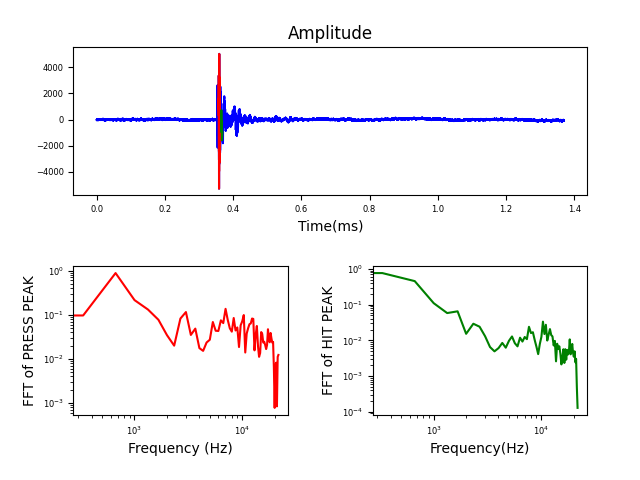 Amplitude
4000
2000
0
−2000
−4000
0.0 0.2 0.4 0.6 0.8 1.0 1.2 1.4
Time(ms)
FFT of PRESS PEAK
10⁰
10⁻¹
10⁻²
10⁻³
10³ 10⁴
Frequency (Hz)
FFT of HIT PEAK
10⁰
10⁻¹
10⁻²
10⁻³
10⁻⁴
10³ 10⁴
Frequency(Hz)